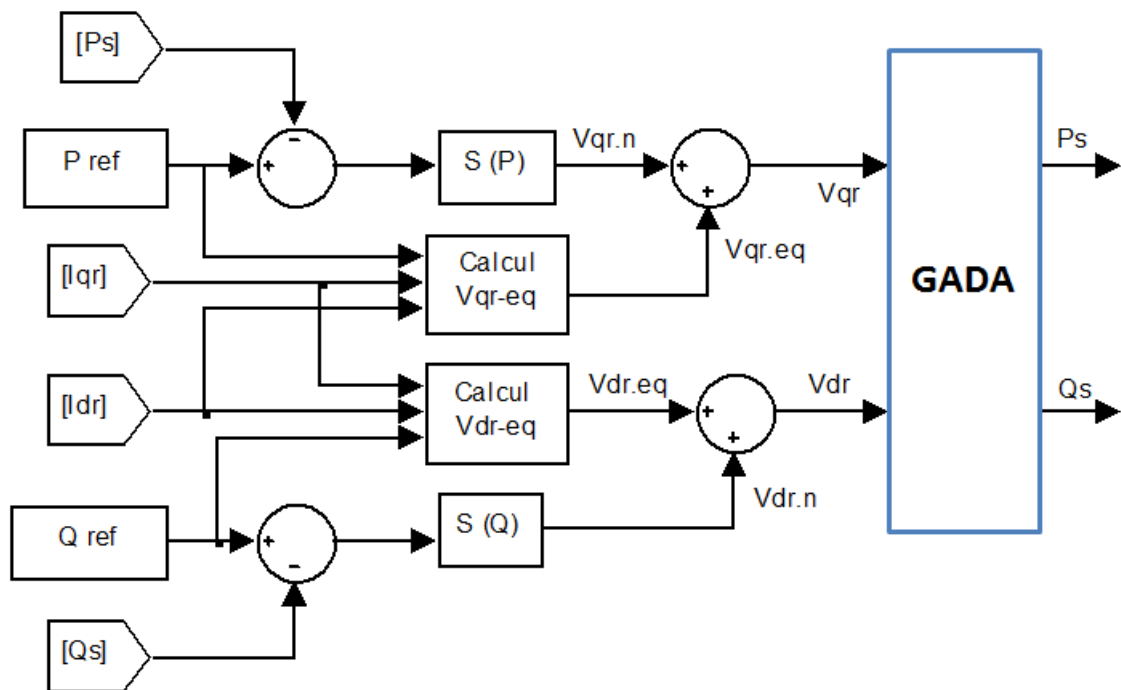 [Ps]
P ref
S (P)
Vqr.n
Vqr
Ps
[Iqr]
Calcul
Vqr-eq
Vqr.eq
GADA
[Idr]
Calcul
Vdr-eq
Vdr.eq
Vdr
Qs
Q ref
S (Q)
Vdr.n
[Qs]